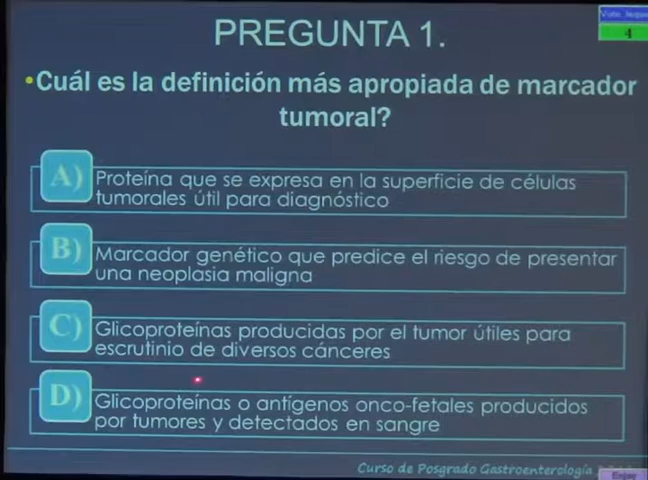 PREGUNTA 1.
4
•Cuál es la definición más apropiada de marcador
tumoral?
A) Proteína que se expresa en la superficie de células
tumorales útil para diagnóstico
B) Marcador genético que predice el riesgo de presentar
una neoplasia maligna
C) Glicoproteínas producidas por el tumor útiles para
escrutinio de diversos cánceres
D) Glicoproteínas o antígenos onco-fetales producidos
por tumores y detectados en sangre
Curso de Posgrado Gastroenterología